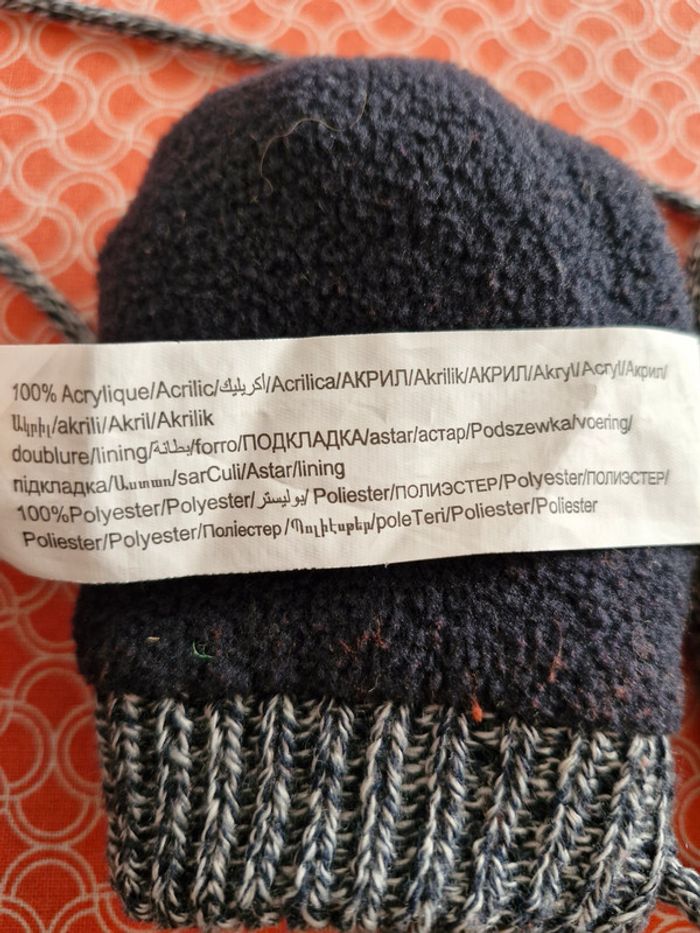 100% Acrylique/Acrilic/أكريليك/Acrilica/АКРИЛ/Akrilik/АКРИЛ/Akryl/Acryl/Акрил/
Ակրիլ/akrili/Akril/Akrilik
doublure/lining/بطانة/forro/ПОДКЛАДКА/astar/астар/Podszewka/voering/
підкладка/Աստառ/sarCuli/Astar/lining
100%Polyester/Polyester/بوليستر/ Poliester/ПОЛИЭСТЕР/Polyester/ПОЛИЭСТЕР/
Poliester/Polyester/Поліестер /Պոլիէսթեր/poleTeri/Poliester/Poliester